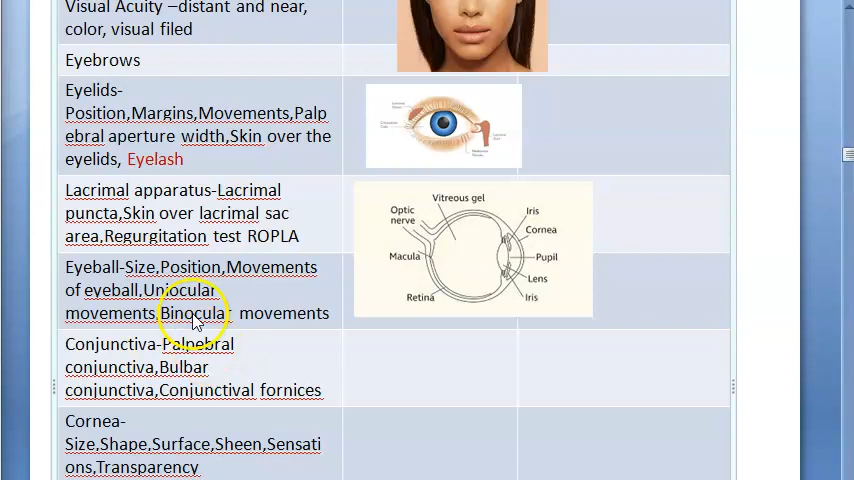 Visual Acuity –distant and near,
color, visual filed
Eyebrows
Eyelids-
Position,Margins,Movements,Palp
ebral aperture width,Skin over the
eyelids, Eyelash
Lacrimal apparatus-Lacrimal
puncta,Skin over lacrimal sac
area,Regurgitation test ROPLA
Vitreous gel
Optic
nerve
Iris
Cornea
Macula
Pupil
Lens
Retina
Iris
Eyeball-Size,Position,Movements
of eyeball,Uniocular
movements,Binocular movements
Conjunctiva-Palpebral
conjunctiva,Bulbar
conjunctiva,Conjunctival fornices
Cornea-
Size,Shape,Surface,Sheen,Sensati
ons,Transparency